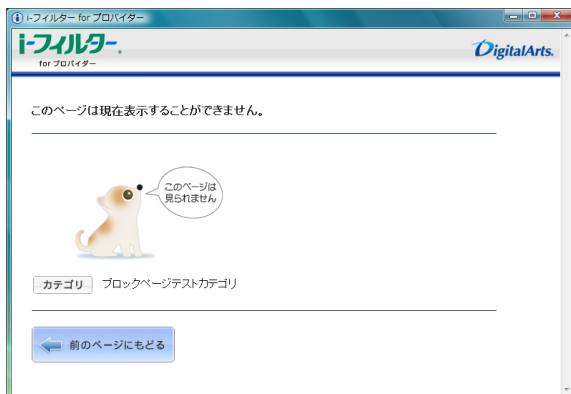 i-フィルター for プロバイダー
i-フィルター.
for プロバイダー
DigitalArts.
このページは現在表示することができません。
このページは
見られません
カテゴリ ブロックページテストカテゴリ
前のページにもどる